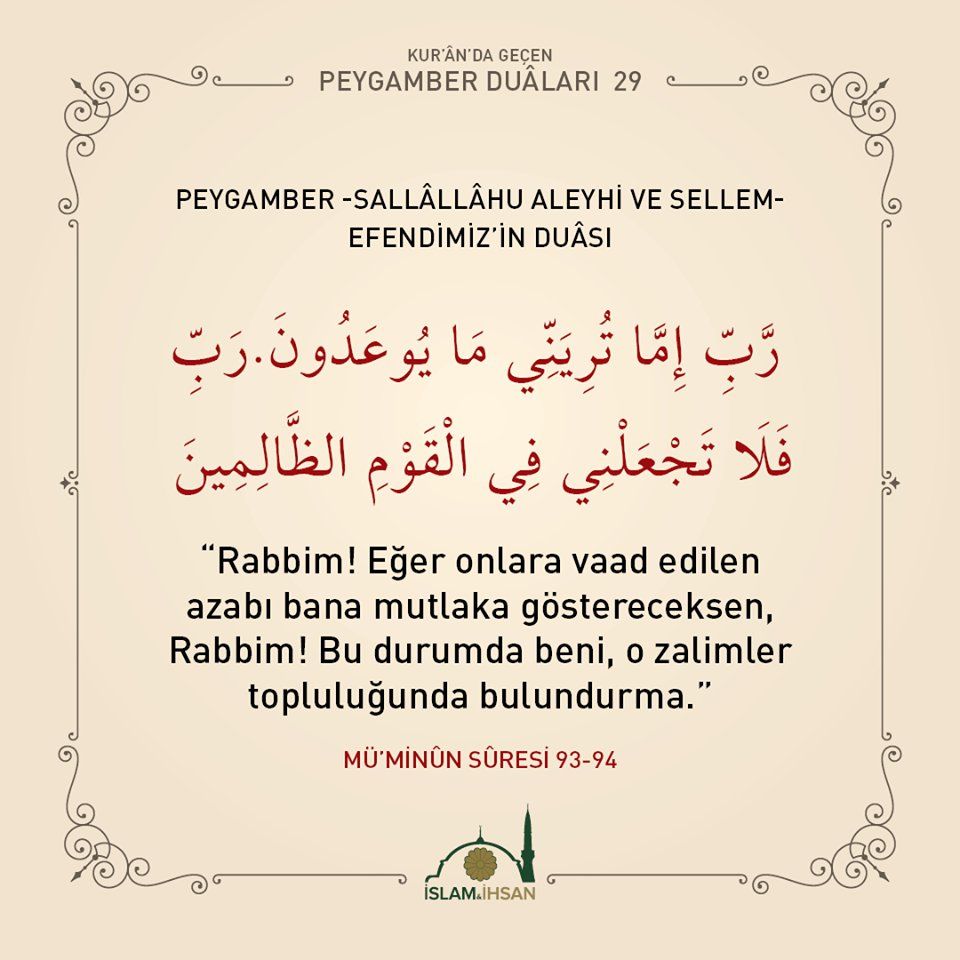 KUR'ÂN'DA GEÇEN
PEYGAMBER DUÂLARI 29
PEYGAMBER -SALLÂLLÂHU ALEYHİ VE SELLEM-
EFENDİMİZ'İN DUÂSI
رَّبِّ إِمَّا تُرِيَنِّي مَا يُوعَدُونَ.رَبِّ
فَلَا تَجْعَلْنِي فِي الْقَوْمِ الظَّالِمِينَ
“Rabbim! Eğer onlara vaad edilen
azabı bana mutlaka göstereceksen,
Rabbim! Bu durumda beni, o zalimler
topluluğunda bulundurma.”
MÜ'MİNÛN SÛRESİ 93-94
İSLAM&İHSAN